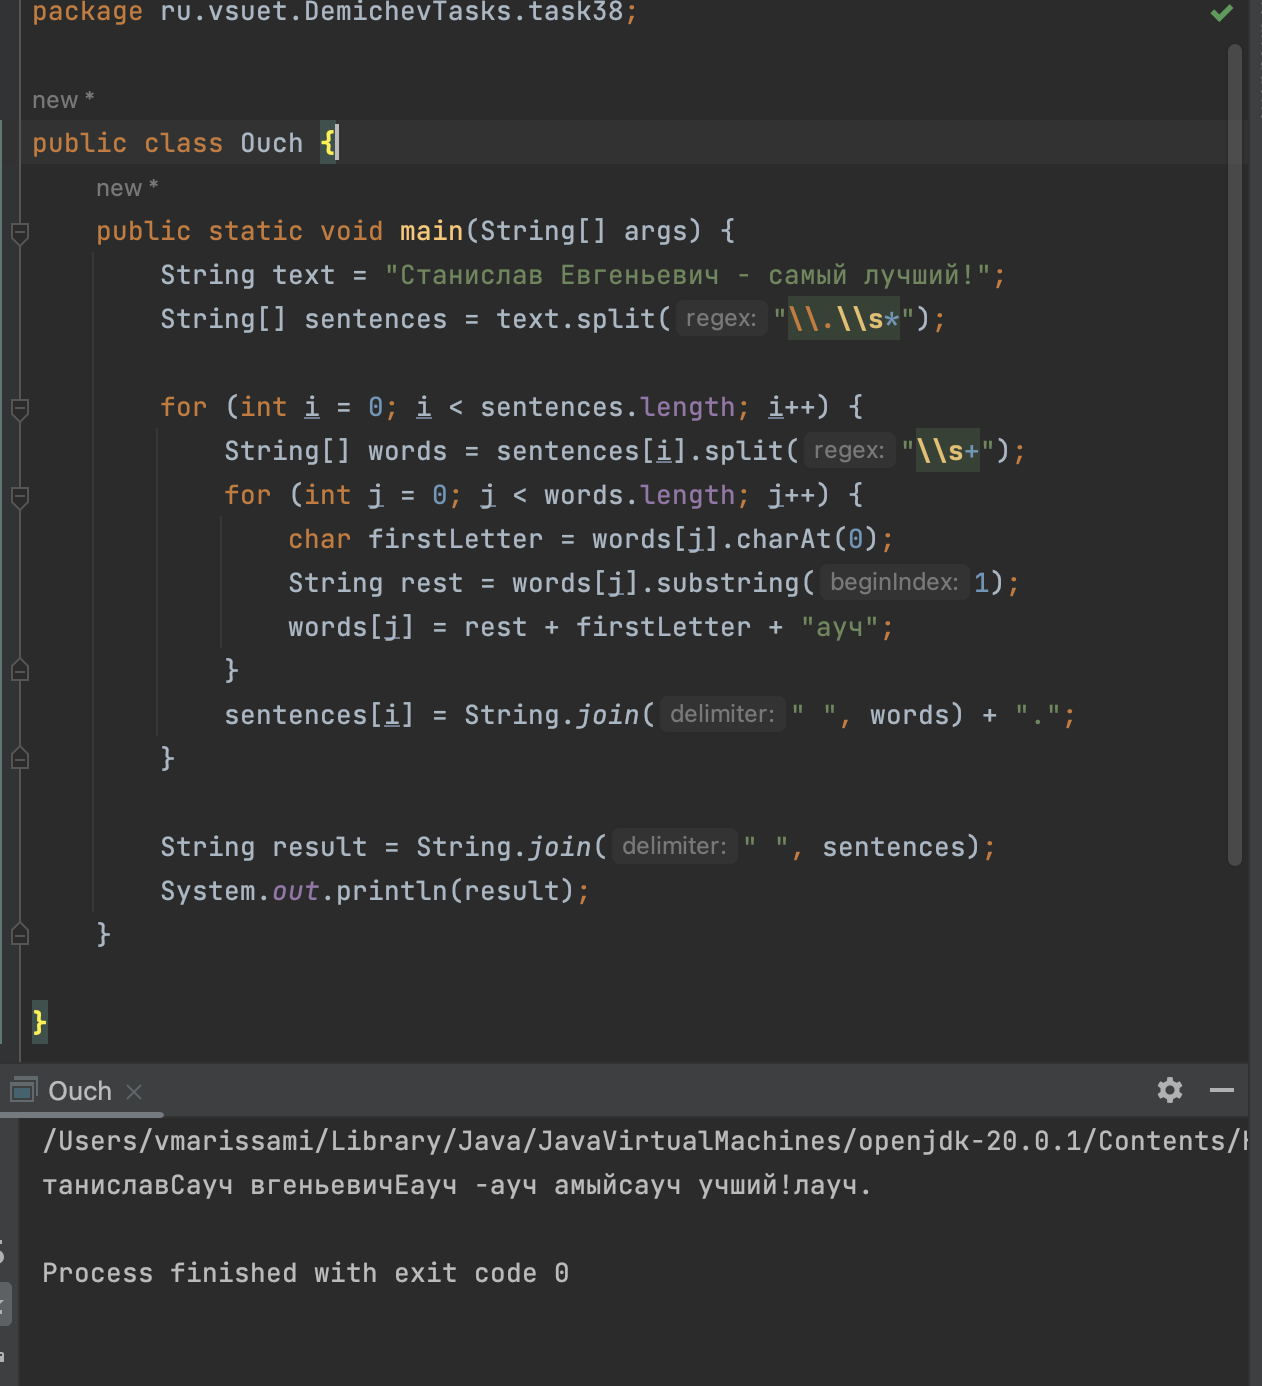 package ru.vsuet.DemichevTasks.task38;
new *
public class Ouch {
new *
public static void main(String[] args) {
String text = "Станислав Евгеньевич - самый лучший!";
String[] sentences = text.split( regex: "\\.\\s*");
for (int i = 0; i < sentences.length; i++) {
String[] words = sentences[i].split( regex: "\\s+");
for (int j = 0; j < words.length; j++) {
char firstLetter = words[j].charAt(0);
String rest = words[j].substring( beginIndex: 1);
words[j] = rest + firstLetter + "ауч";
}
sentences[i] = String.join( delimiter: " ", words) + ".";
}
String result = String.join( delimiter: " ", sentences);
System.out.println(result);
}
}
Ouch
/Users/vmarissami/Library/Java/JavaVirtualMachines/openjdk-20.0.1/Contents/
таниславСауч вгеньевичЕауч -ауч амыйсауч учший!лауч.
Process finished with exit code 0